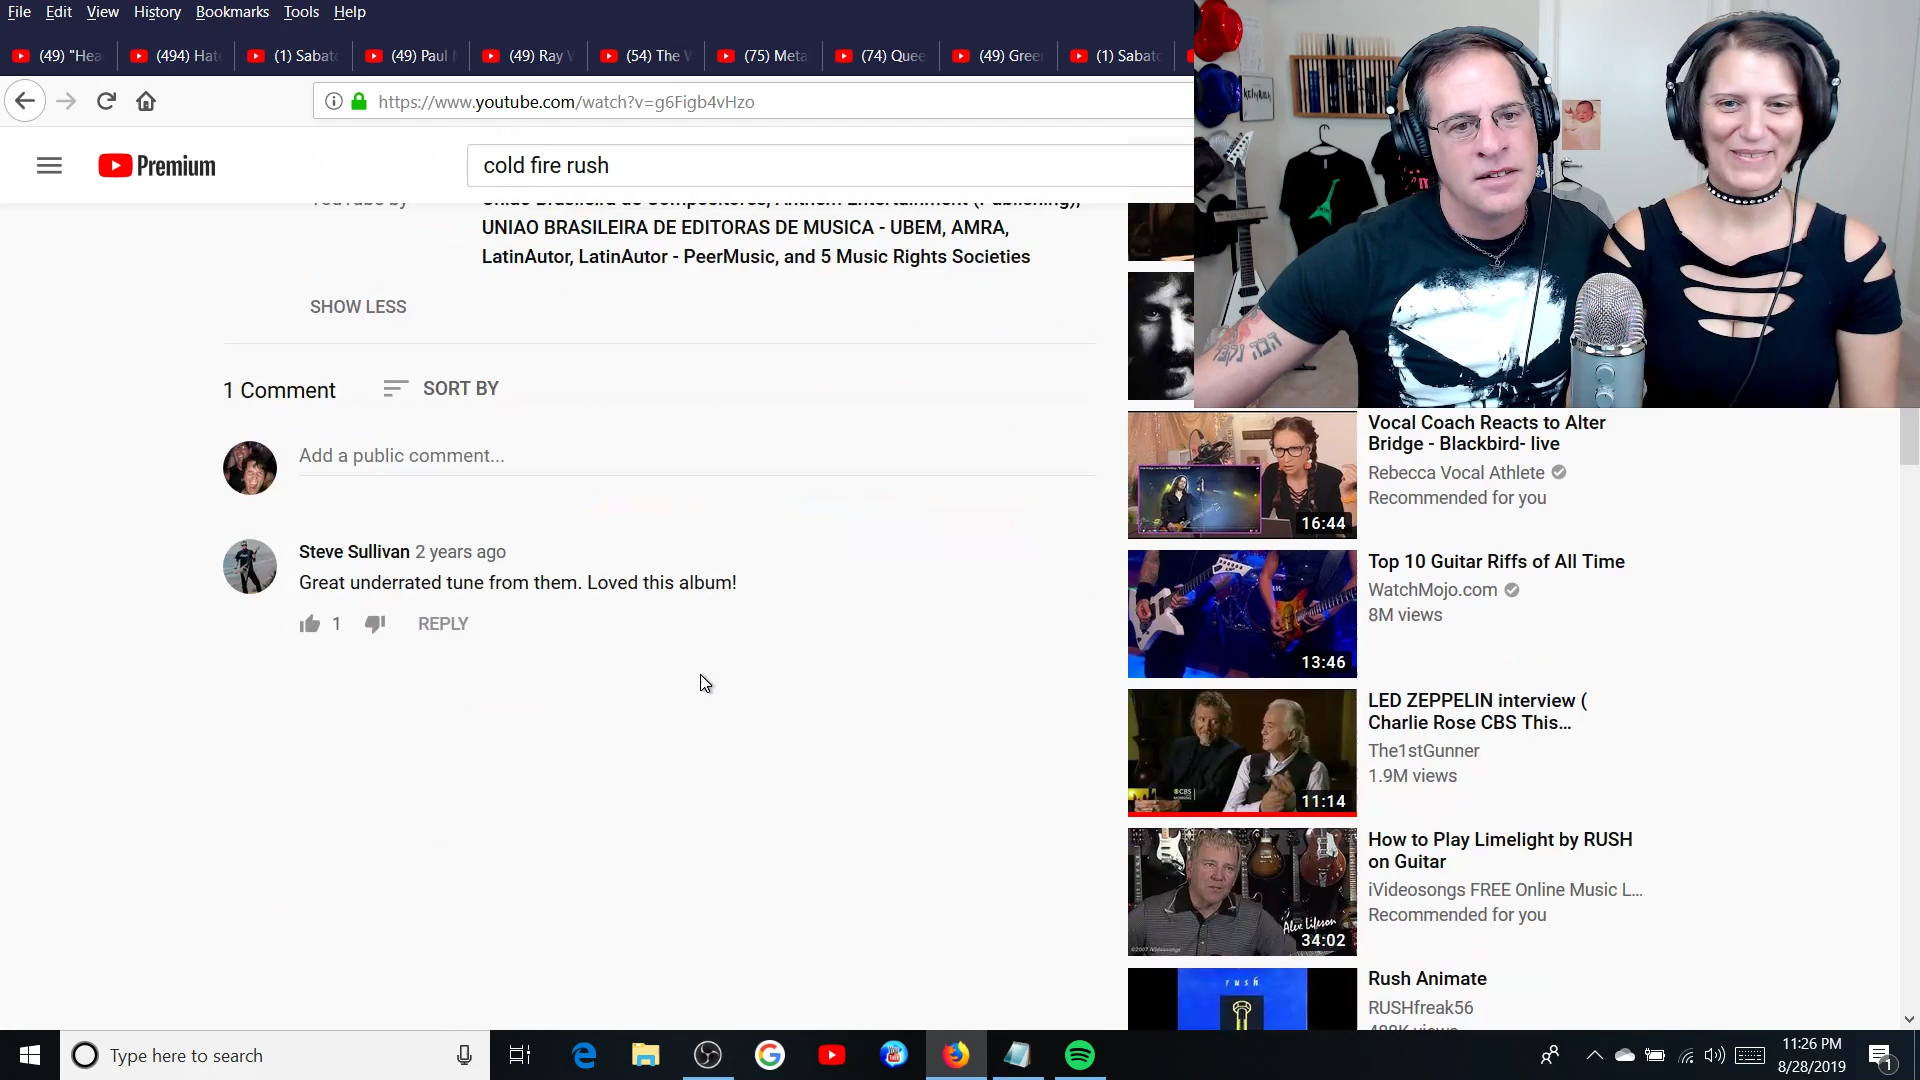 File Edit View History Bookmarks Tools Help
(49) "Hea (494) Hat (1) Sabat (49) Paul (49) Ray (54) The (75) Meta (74) Quee (49) Gree (1) Sabat
https://www.youtube.com/watch?v=g6Figb4vHzo
Premium
cold fire rush
UNIAO BRASILEIRA DE EDITORAS DE MUSICA - UBEM, AMRA,
LatinAutor, LatinAutor - PeerMusic, and 5 Music Rights Societies
SHOW LESS
1 Comment SORT BY
Add a public comment...
Steve Sullivan 2 years ago
Great underrated tune from them. Loved this album!
1 REPLY
Vocal Coach Reacts to Alter
Bridge - Blackbird- live
Rebecca Vocal Athlete
Recommended for you
16:44
Top 10 Guitar Riffs of All Time
WatchMojo.com
8M views
13:46
LED ZEPPELIN interview (
Charlie Rose CBS This...
The1stGunner
1.9M views
11:14
How to Play Limelight by RUSH
on Guitar
iVideosongs FREE Online Music L...
Recommended for you
Alex Lifeson
34:02
Rush Animate
RUSHfreak56
rush
Type here to search
11:26 PM
8/28/2019
1